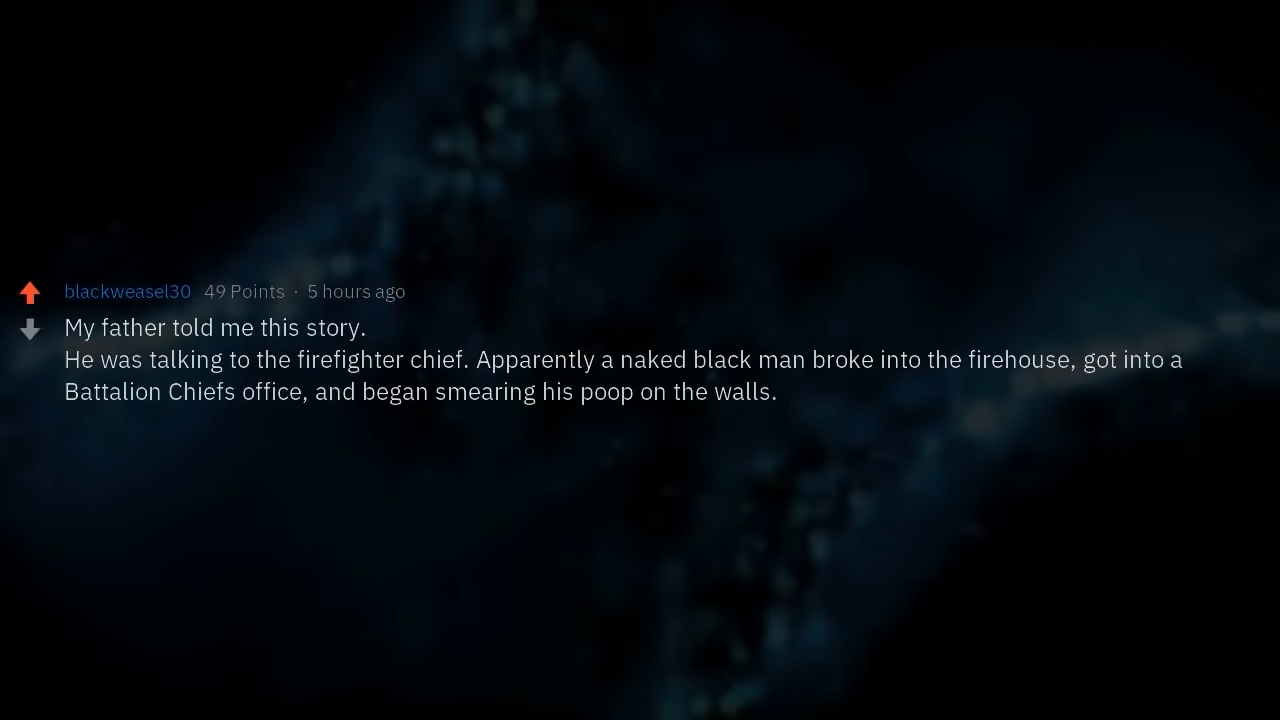 blackweasel30 49 Points · 5 hours ago
My father told me this story.
He was talking to the firefighter chief. Apparently a naked black man broke into the firehouse, got into a
Battalion Chiefs office, and began smearing his poop on the walls.